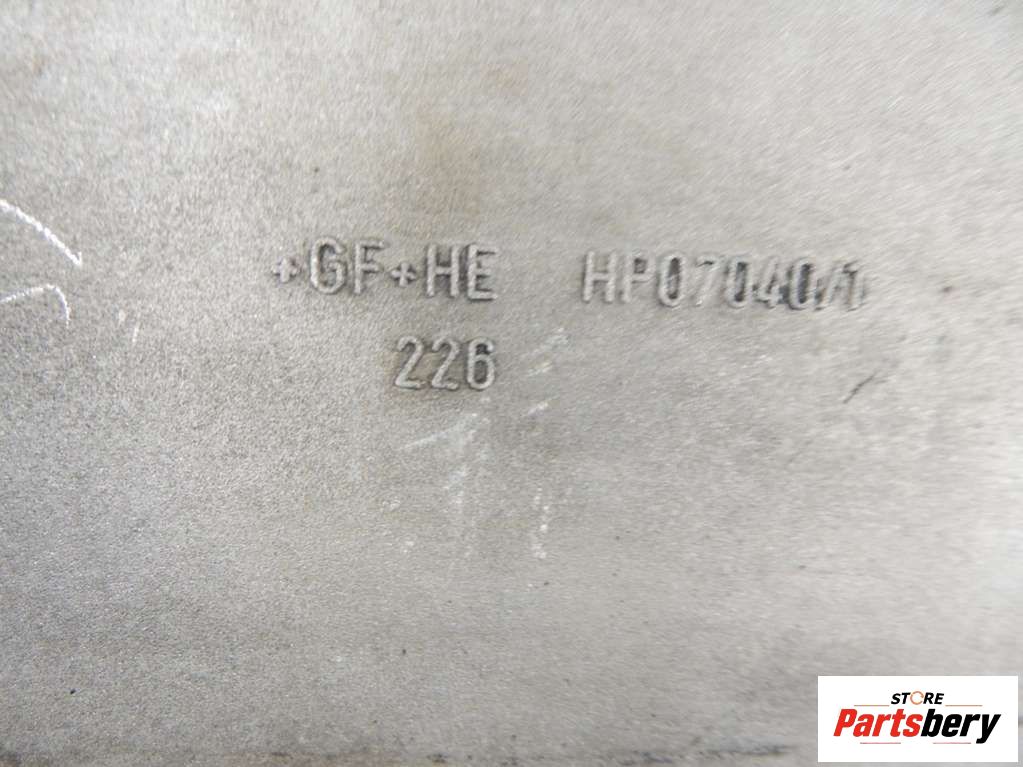 +GF+HE HP07040/1
226
STORE
Partsbery